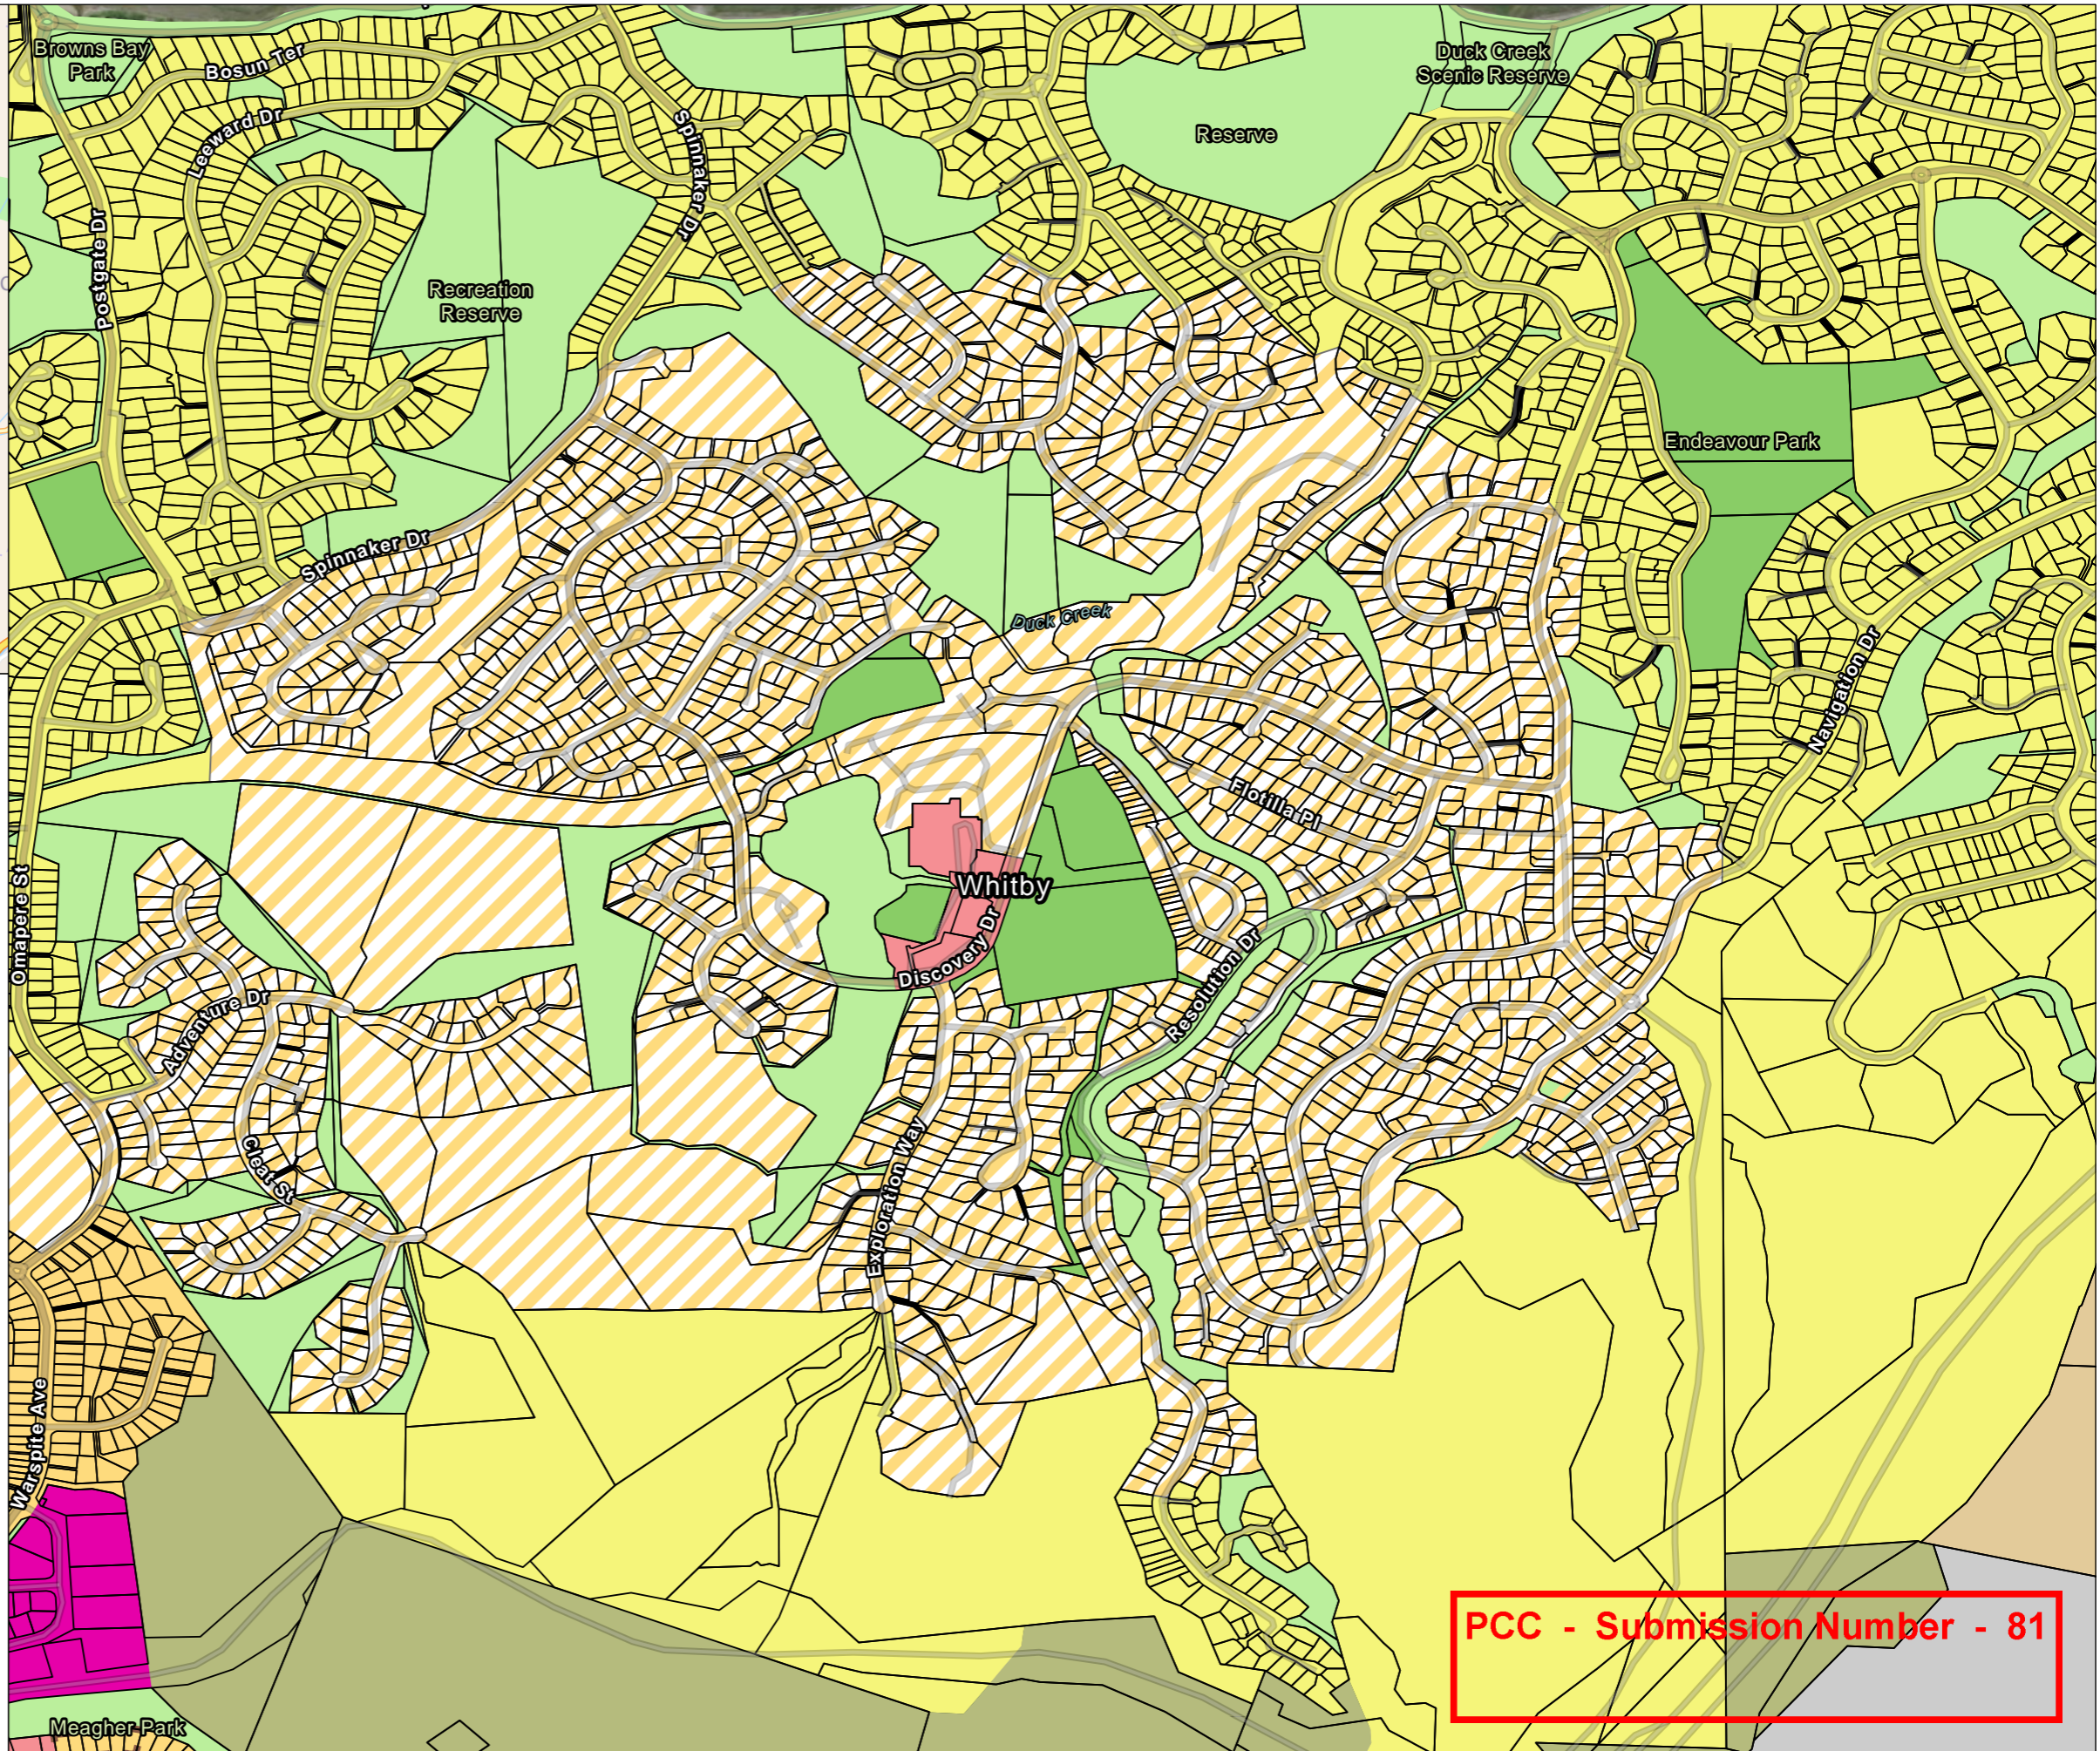 Browns Bay
Park
Bosun Ter
Duck Creek
Scenic Reserve
Leeward Dr
Spinnaker Dr
Reserve
Postgate Dr
Recreation
Reserve
Endeavour Park
Spinnaker Dr
Duck Creek
Navigation Dr
Flotilla Pl
Omapere St
Whitby
Discovery Dr
Resolution Dr
Adventure Dr
Cleat St
Exploration Way
Warspite Ave
PCC - Submission Number - 81
Meagher Park